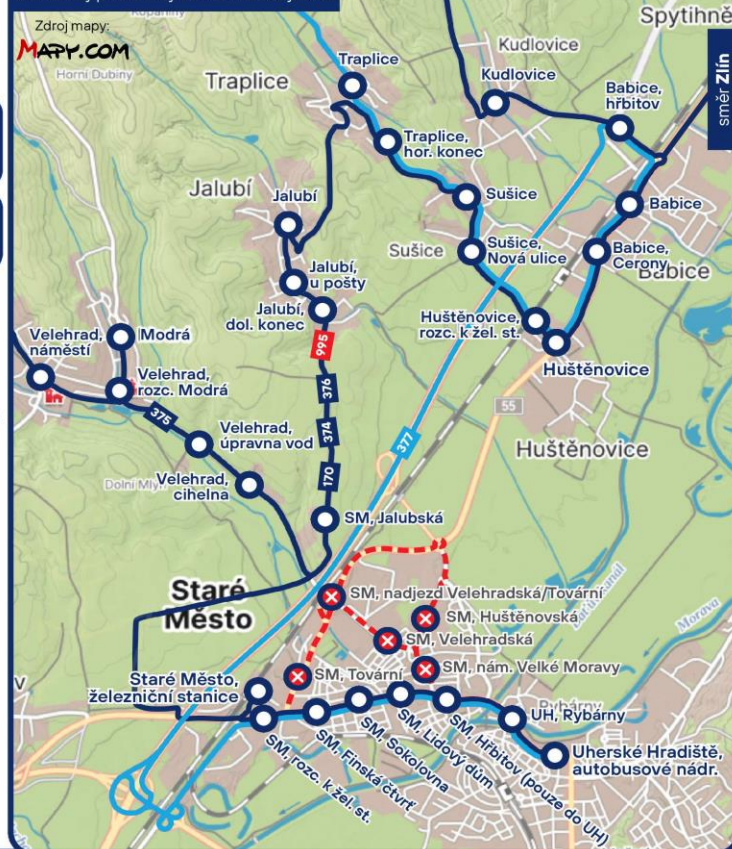 Zdroj mapy:
MAPY.COM
Horní Dubiny
Kopaniny
Spytihně
směr Zlín
Kudlovice
Kudlovice
Traplice
Traplice
Babice,
hřbitov
Traplice,
hor. konec
Jalubí
Jalubí
Sušice
Babice
Sušice
Sušice,
Nová ulice
Babice,
Cerony
Babice
Jalubí,
u pošty
Jalubí,
dol. konec
Huštěnovice,
rozc. k žel. st.
Velehrad,
náměstí
Modrá
995
Huštěnovice
Velehrad,
rozc. Modrá
376
55
375
374
377
Velehrad,
úpravna vod
Huštěnovice
170
Velehrad,
cihelna
Dolní Mlýn
SM, Jalubská
Staré
Město
SM, nadjezd Velehradská/Tovární
SM, Huštěnovská
Morava
SM, Velehradská
SM, nám. Velké Moravy
SM, Tovární
Staré Město,
železniční stanice
Rybárny
UH, Rybárny
SM, rozc. k žel. st.
SM, Finská čtvrť
SM, Sokolovna
SM, Lidový dům
SM, Hřbitov (pouze do UH)
Uherské Hradiště,
autobusové nádr.